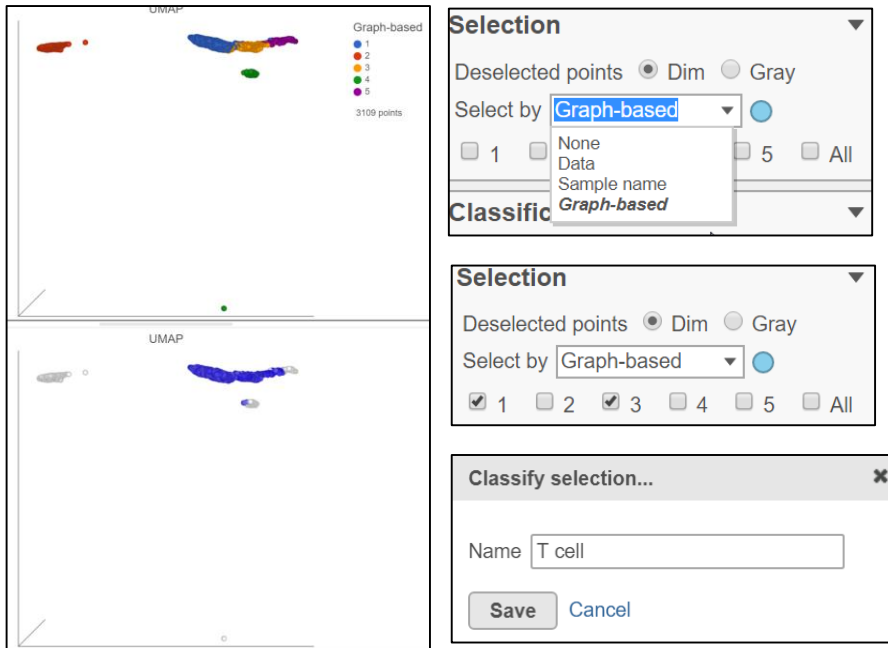 UMAP
Graph-based
1
2
3
4
5
3109 points
UMAP
Selection
Deselected points Dim Gray
Select by Graph-based
None
Data
Sample name
Graph-based
1 5 All
Classific
Selection
Deselected points Dim Gray
Select by Graph-based
1 2 3 4 5 All
Classify selection...
Name T cell
Save Cancel